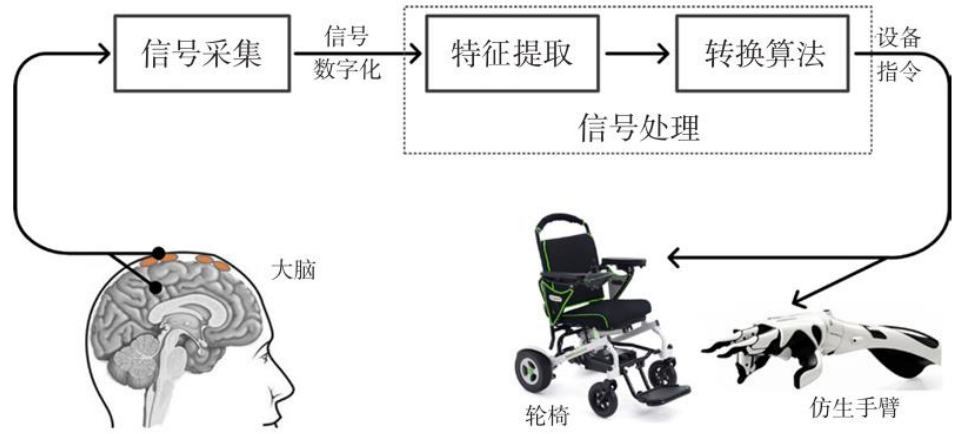 信号采集
信号
数字化
特征提取
转换算法
设备
指令
信号处理
大脑
轮椅
仿生手臂